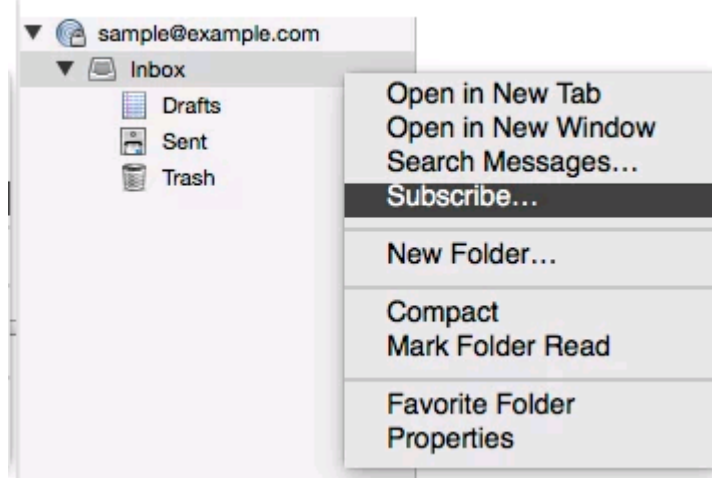 sample@example.com
Inbox
Drafts
Sent
Trash
Open in New Tab
Open in New Window
Search Messages…
Subscribe…
New Folder…
Compact
Mark Folder Read
Favorite Folder
Properties